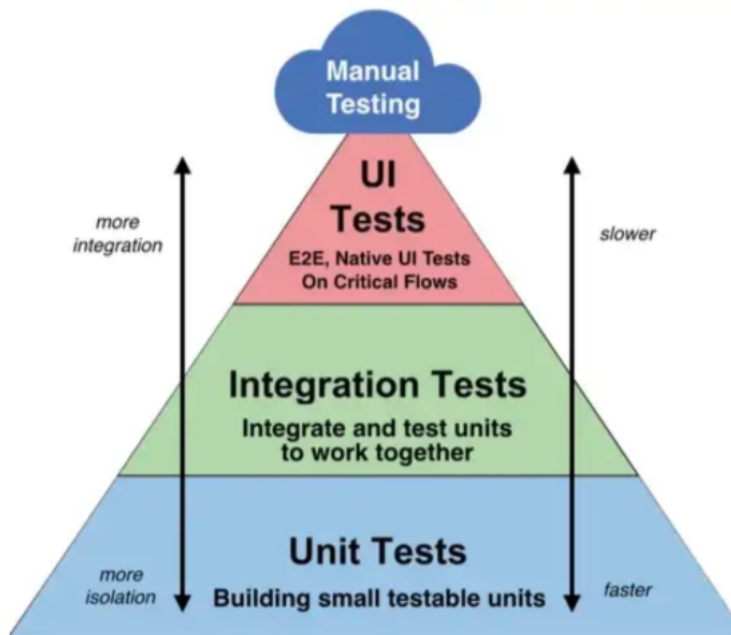 Manual
Testing
UI
Tests
E2E, Native UI Tests
On Critical Flows
more
integration
slower
Integration Tests
Integrate and test units
to work together
Unit Tests
Building small testable units
more
isolation
faster